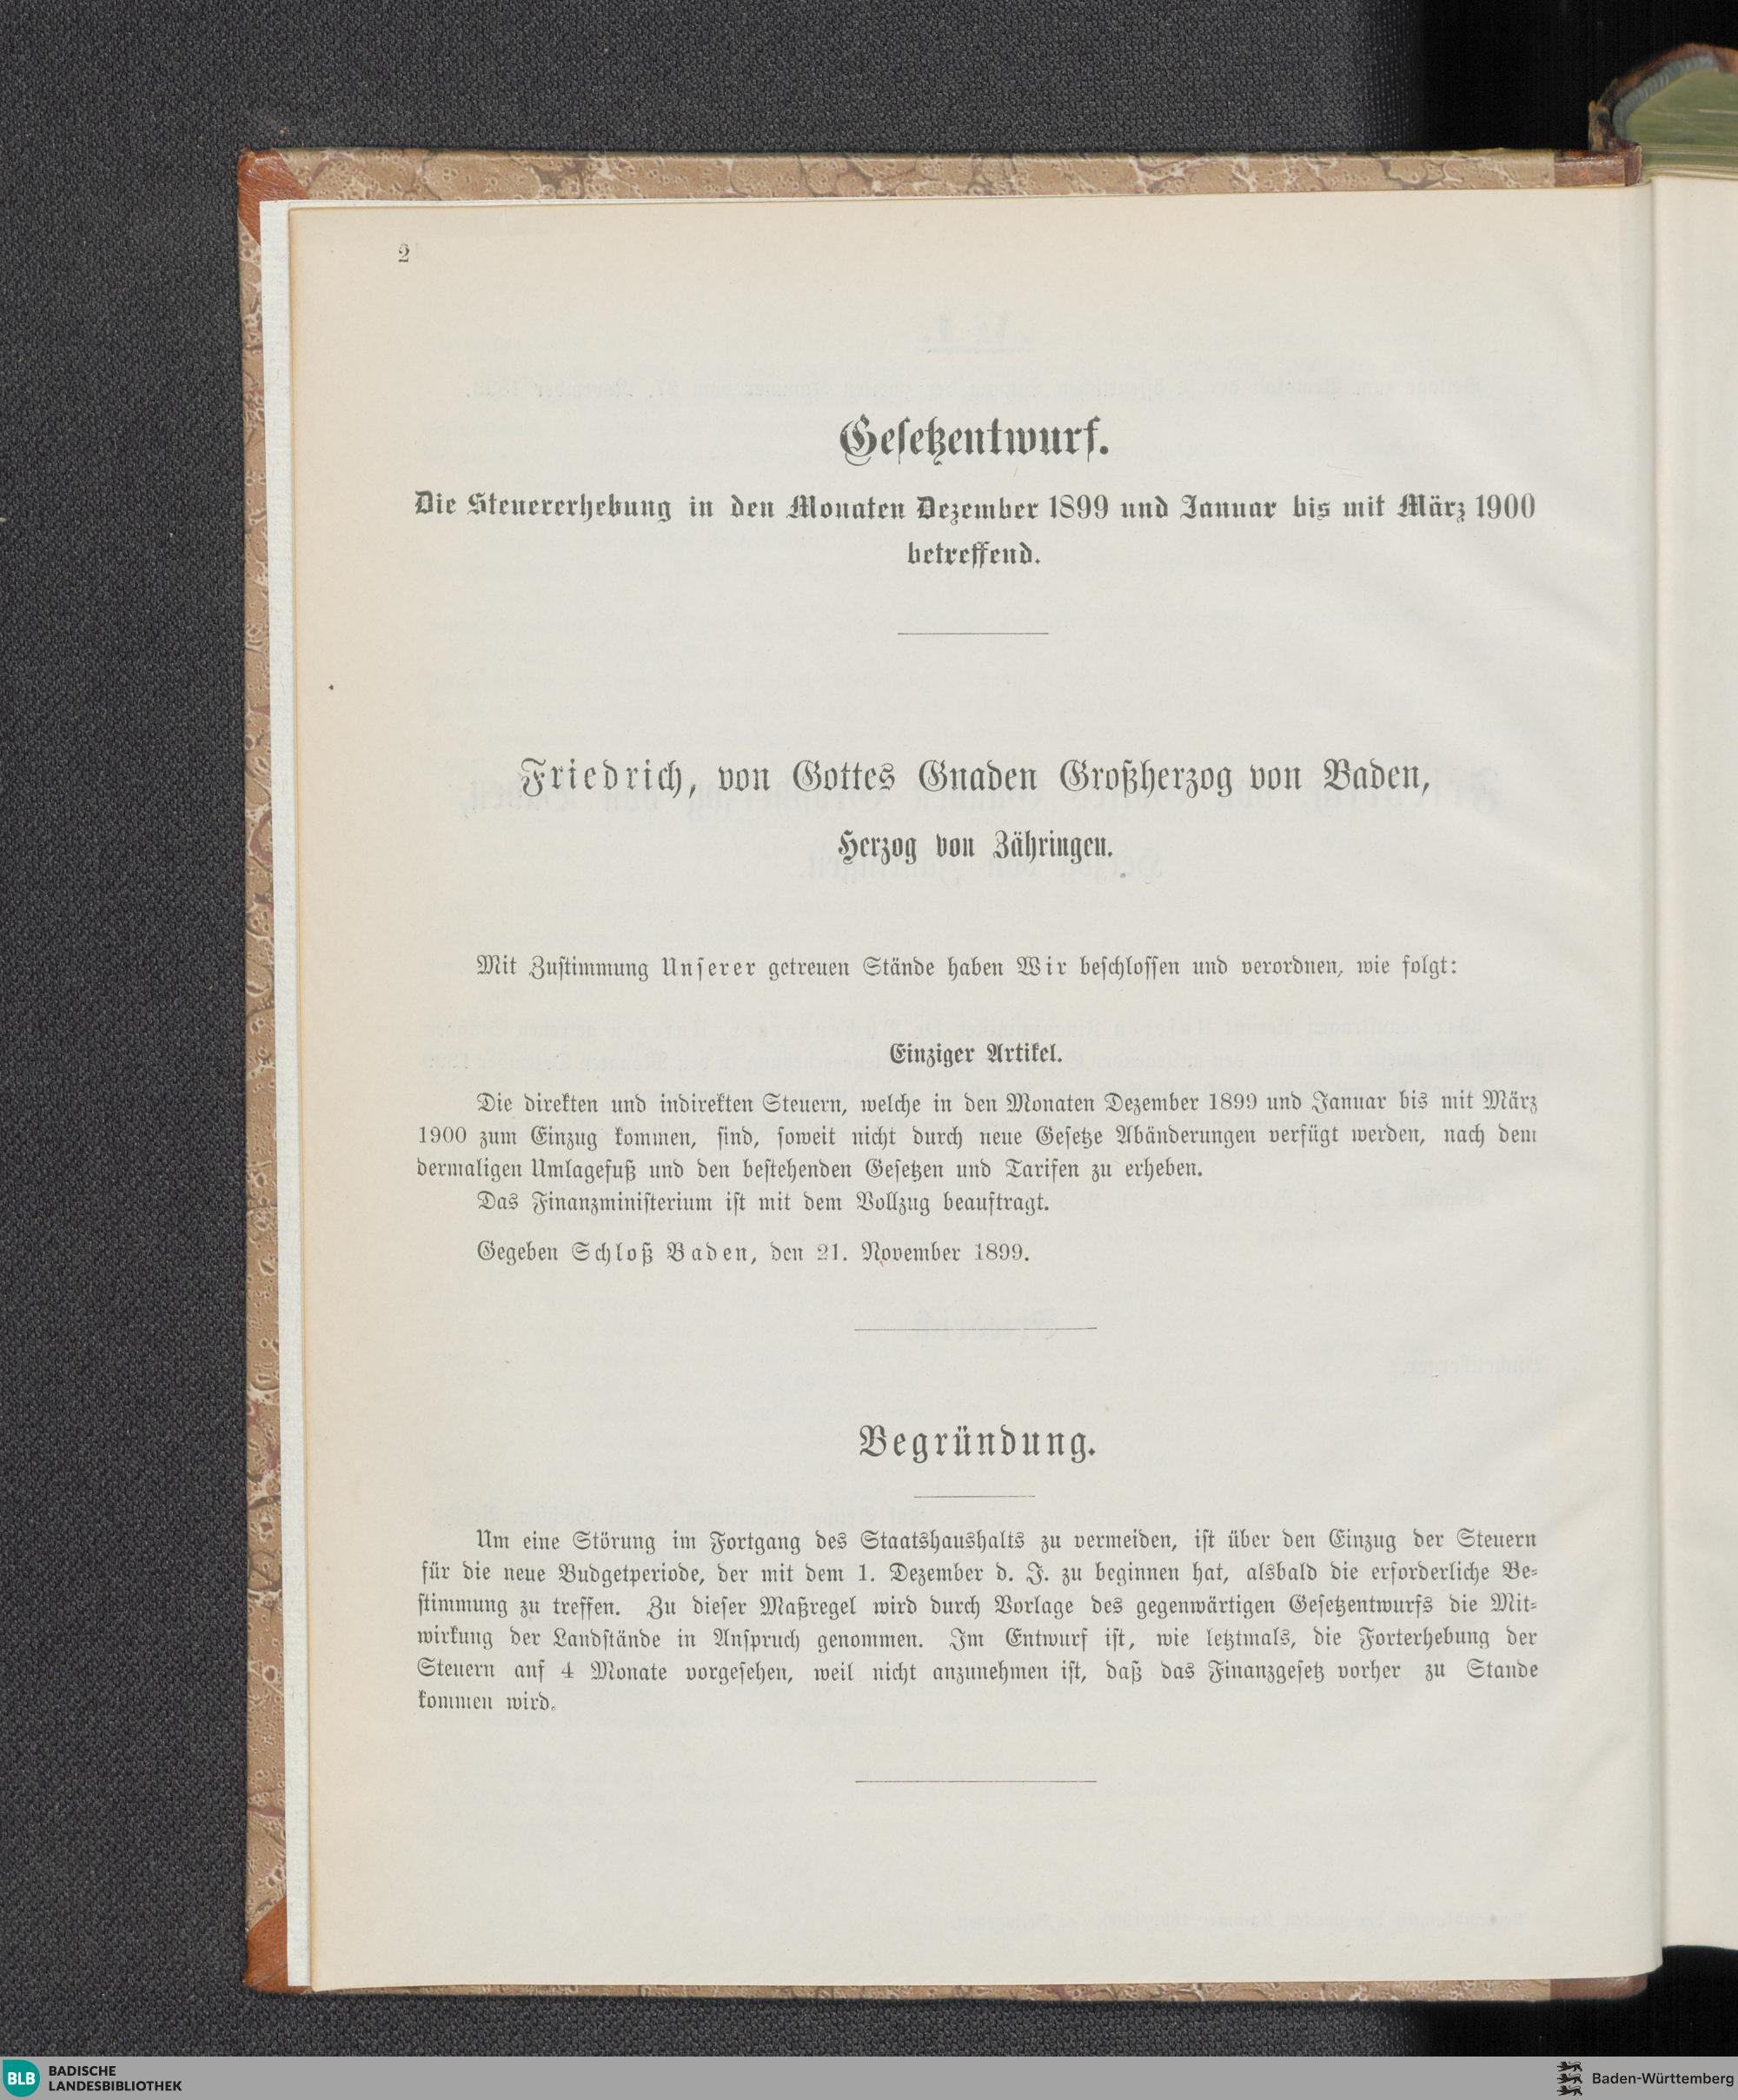 2
Gesetzentwurf.
Die Steuererhebung in den Monaten Dezember 1899 und Januar bis mit März 1900
betreffend.
Friedrich, von Gottes Gnaden Großherzog von Baden,
Herzog von Zähringen.
Mit Zustimmung Unserer getreuen Stände haben Wir beschlossen und verordnen, wie folgt:
Einziger Artikel.
Die direkten und indirekten Steuern, welche in den Monaten Dezember 1899 und Januar bis mit März
1900 zum Einzug kommen, sind, soweit nicht durch neue Gesetze Abänderungen verfügt werden, nach dem
dermaligen Umlagefuß und den bestehenden Gesetzen und Tarifen zu erheben.
Das Finanzministerium ist mit dem Vollzug beauftragt.
Gegeben Schloß Baden, den 21. November 1899.
Begründung.
Um eine Störung im Fortgang des Staatshaushalts zu vermeiden, ist über den Einzug der Steuern
für die neue Budgetperiode, der mit dem 1. Dezember d. J. zu beginnen hat, alsbald die erforderliche Be-
stimmung zu treffen. Zu dieser Maßregel wird durch Vorlage des gegenwärtigen Gesetzentwurfs die Mit-
wirkung der Landstände in Anspruch genommen. Im Entwurf ist, wie letztmals, die Forterhebung der
Steuern auf 4 Monate vorgesehen, weil nicht anzunehmen ist, daß das Finanzgesetz vorher zu Stande
kommen wird.
BLB BADISCHE
LANDESBIBLIOTHEK
Baden-Württemberg